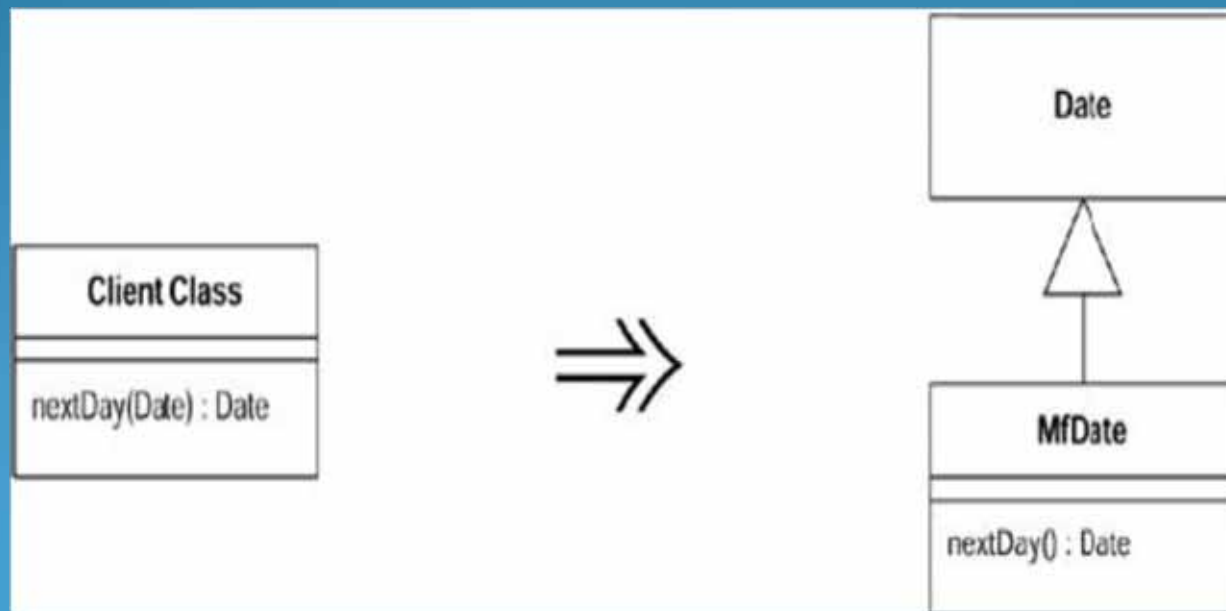 Client Class
nextDay(Date) : Date
Date
MfDate
nextDay() : Date